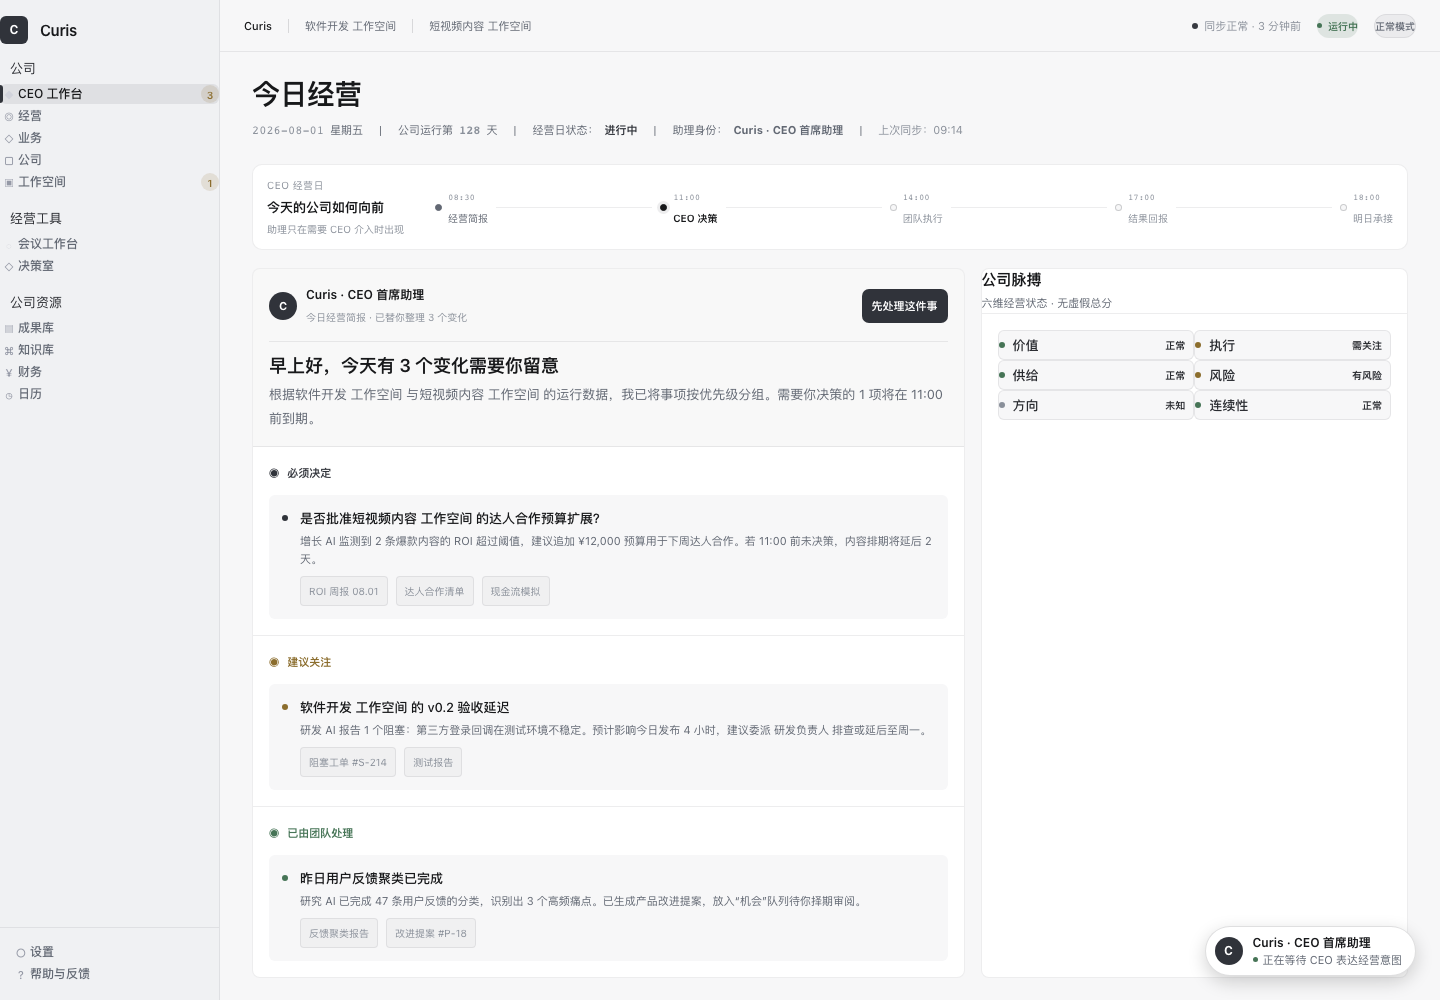 C Curis
公司
CEO 工作台 3
经营
业务
公司
工作空间 1
经营工具
会议工作台
决策室
公司资源
成果库
知识库
¥ 财务
日历
设置
? 帮助与反馈
Curis 软件开发 工作空间 短视频内容 工作空间
同步正常 · 3 分钟前 运行中 正常模式
今日经营
2026-08-01 星期五 | 公司运行第 128 天 | 经营日状态： 进行中 | 助理身份： Curis · CEO 首席助理 | 上次同步：09:14
CEO 经营日
今天的公司如何向前
助理只在需要 CEO 介入时出现
08:30
经营简报
11:00
CEO 决策
14:00
团队执行
17:00
结果回报
18:00
明日承接
C
Curis · CEO 首席助理
今日经营简报 · 已替你整理 3 个变化
先处理这件事
早上好，今天有 3 个变化需要你留意
根据软件开发 工作空间 与短视频内容 工作空间 的运行数据，我已将事项按优先级分组。需要你决策的 1 项将在 11:00
前到期。
必须决定
是否批准短视频内容 工作空间 的达人合作预算扩展?
增长 AI 监测到 2 条爆款内容的 ROI 超过阈值，建议追加 ¥12,000 预算用于下周达人合作。若 11:00 前未决策，内容排期将延后 2
天。
ROI 周报 08.01 达人合作清单 现金流模拟
建议关注
软件开发 工作空间 的 v0.2 验收延迟
研发 AI 报告 1 个阻塞：第三方登录回调在测试环境不稳定。预计影响今日发布 4 小时，建议委派 研发负责人 排查或延后至周一。
阻塞工单 #S-214 测试报告
已由团队处理
昨日用户反馈聚类已完成
研究 AI 已完成 47 条用户反馈的分类，识别出 3 个高频痛点。已生成产品改进提案，放入“机会”队列待你择期审阅。
反馈聚类报告 改进提案 #P-18
公司脉搏
六维经营状态 · 无虚假总分
价值 正常 执行 需关注
供给 正常 风险 有风险
方向 未知 连续性 正常
C
Curis · CEO 首席助理
正在等待 CEO 表达经营意图